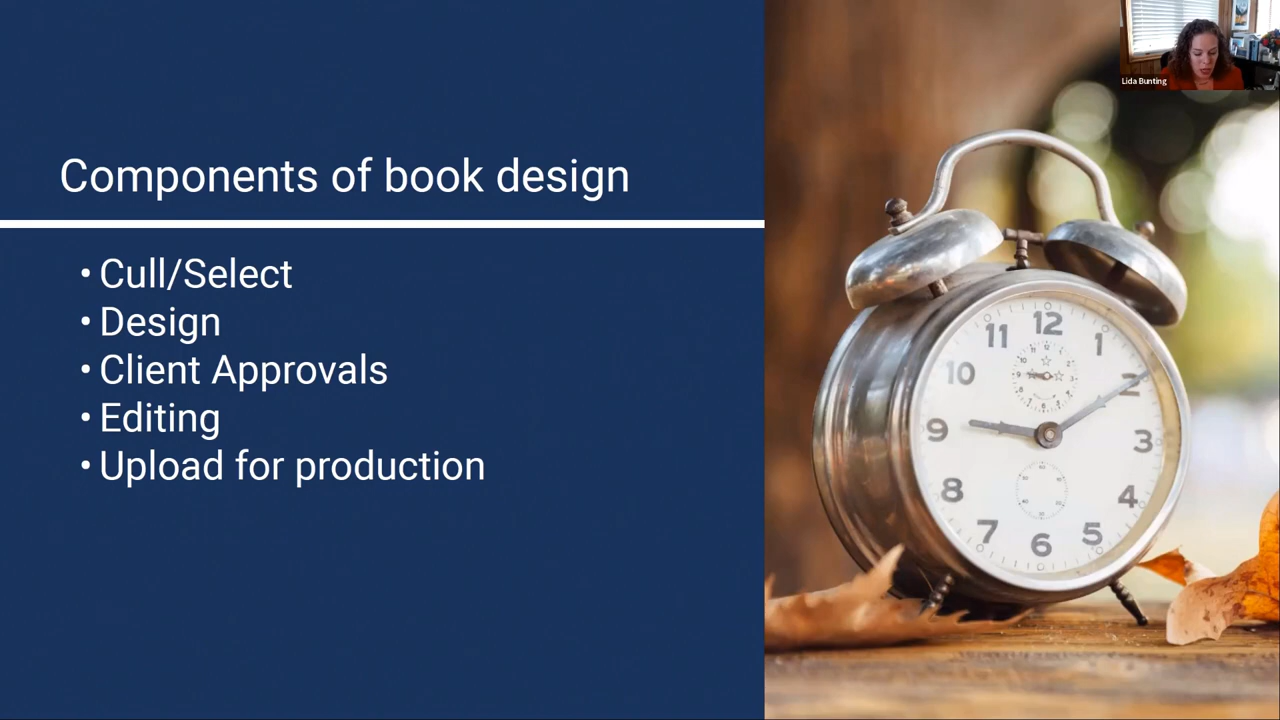 Components of book design
• Cull/Select
• Design
• Client Approvals
• Editing
• Upload for production
Lida Bunting
12
1
2
3
4
5
6
7
8
9
10
11